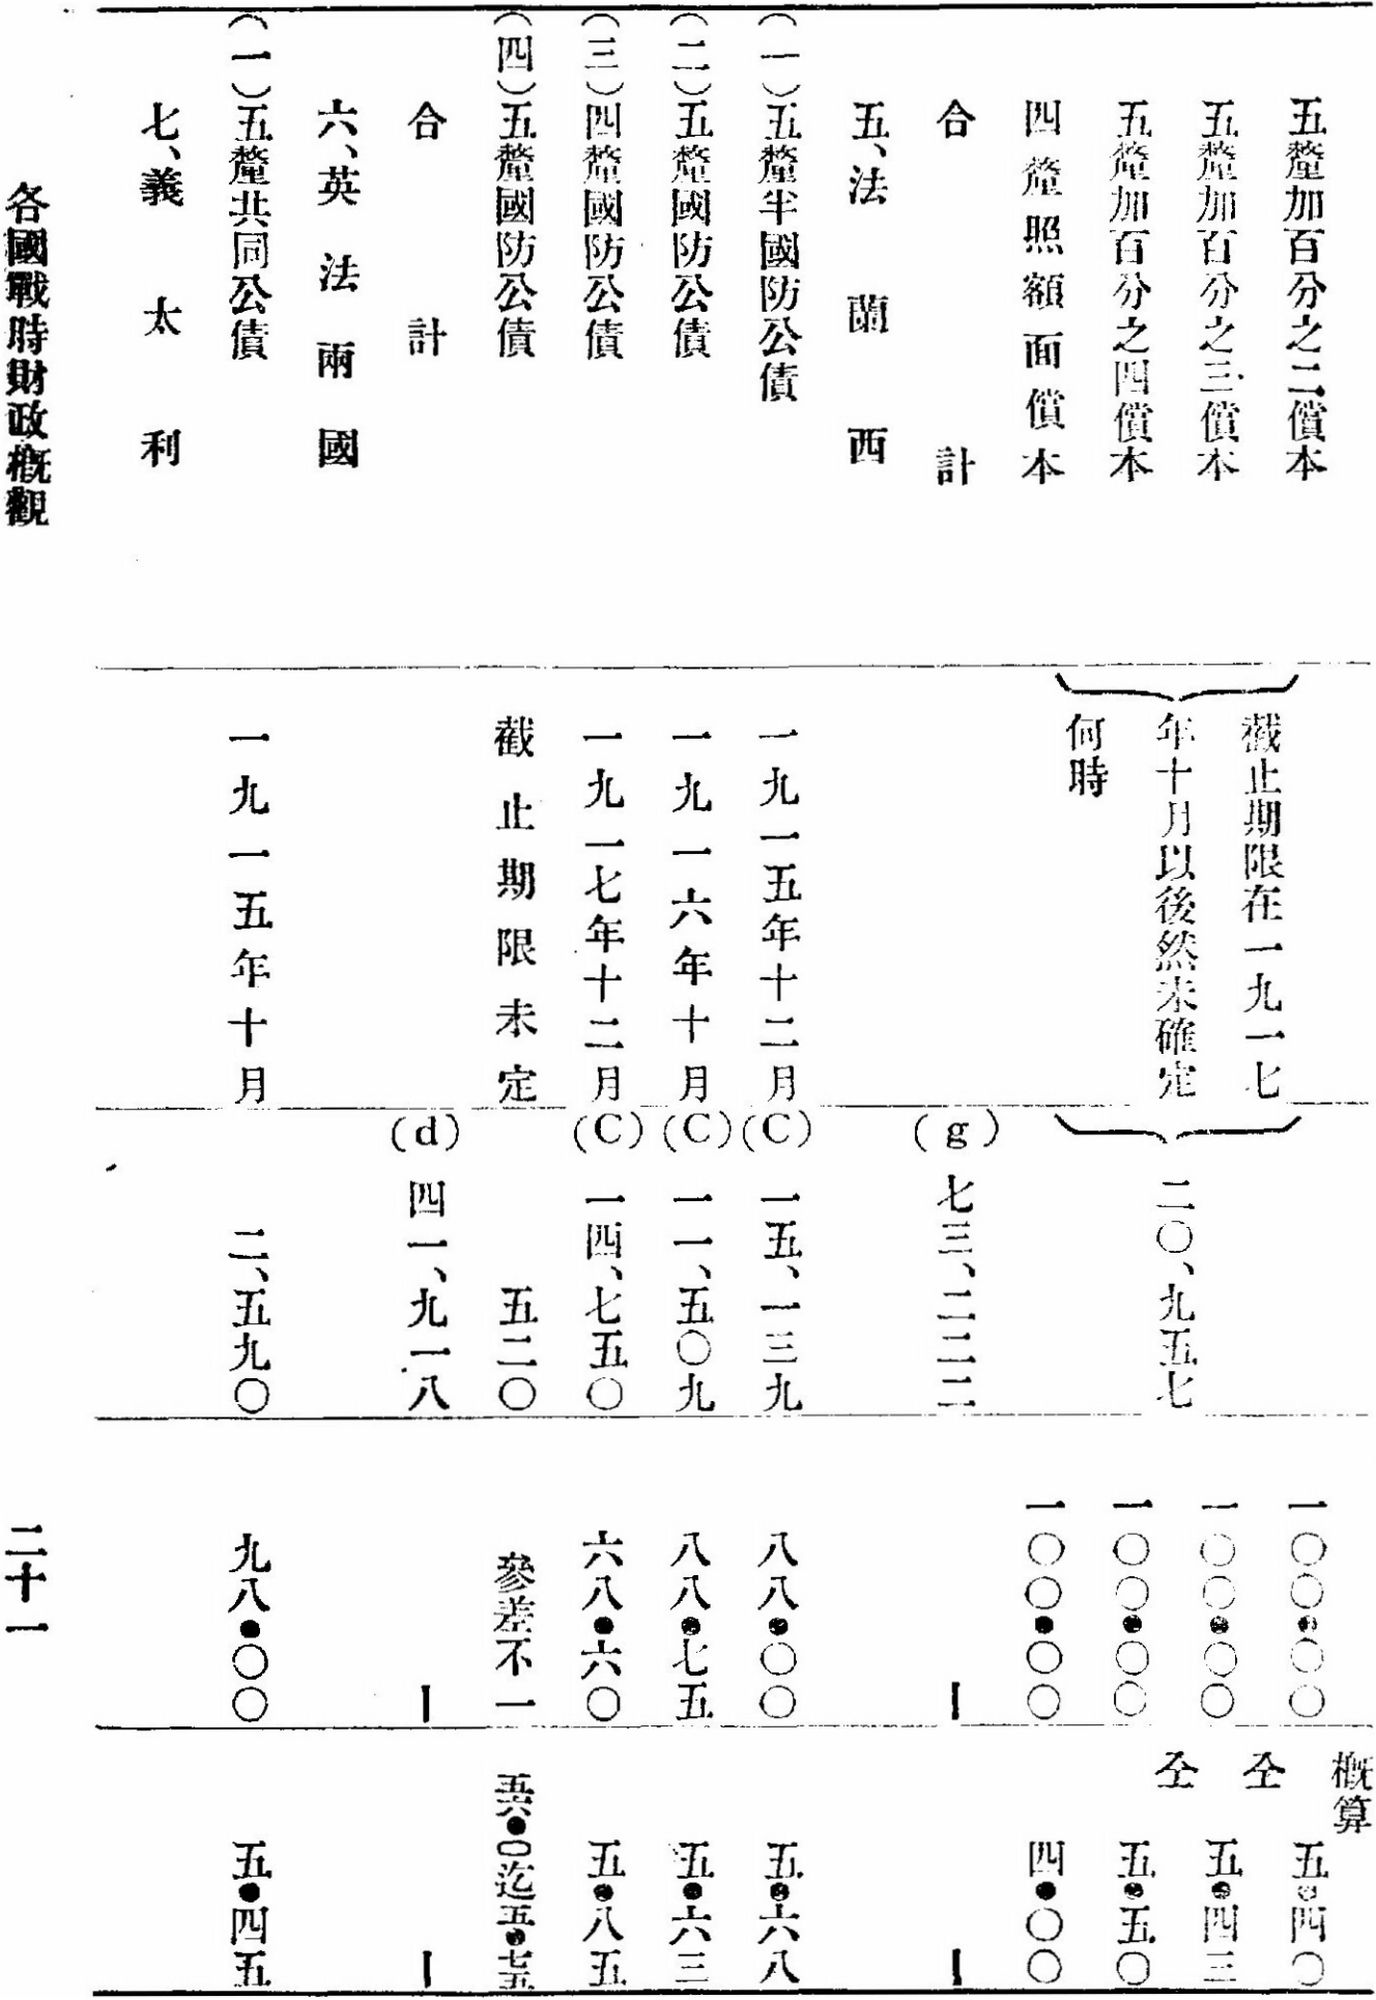 五釐加百分之二償本 一〇〇●〇〇 概算 五●四〇
五釐加百分之三償本 一〇〇●〇〇 仝 五●四三
五釐加百分之四償本 一〇〇●〇〇 仝 五●五〇
四釐照額面償本 一〇〇●〇〇 四●〇〇
截止期限在一九一七
年十月以後然未確定
何時
二〇、九五七
合計 (g) 七三、二二二 ー ー
五、法蘭西
(一)五釐半國防公債 一九一五年十二月 (C) 一五、一三九 八八●〇〇 五●六八
(二)五釐國防公債 一九一六年十月 (C) 一一、五〇九 八八●七五 五●六三
(三)四釐國防公債 一九一七年十二月 (C) 一四、七五〇 六八●六〇 五●八五
(四)五釐國防公債 截止期限未定 五二〇 參差不一 五六●〇迄五●七五
合計 (d) 四一、九一八 ー ー
六、英法兩國
(一)五釐共同公債 一九一五年十月 二、五九〇 九八●〇〇 五●四五
七、義太利
各國戰時財政概觀 二十一